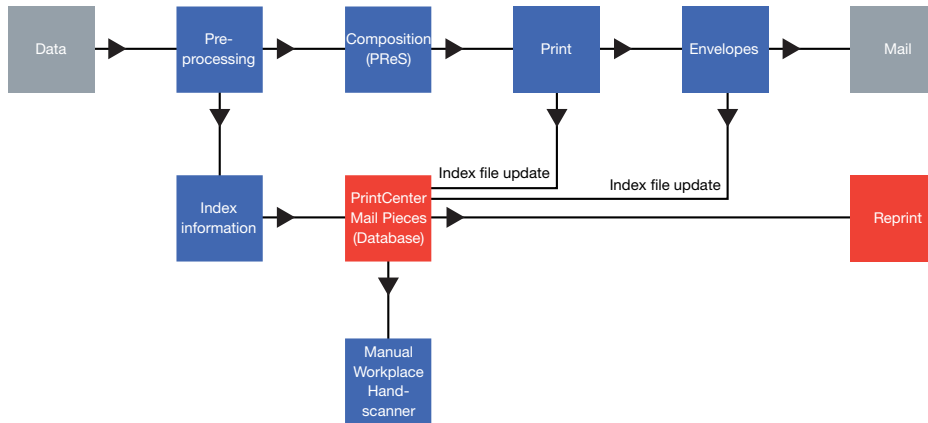 Data
Pre-
processing
Composition
(PReS)
Print
Envelopes
Mail
Index file update
Index file update
Index
information
PrintCenter
Mail Pieces
(Database)
Reprint
Manual
Workplace
Hand-
scanner